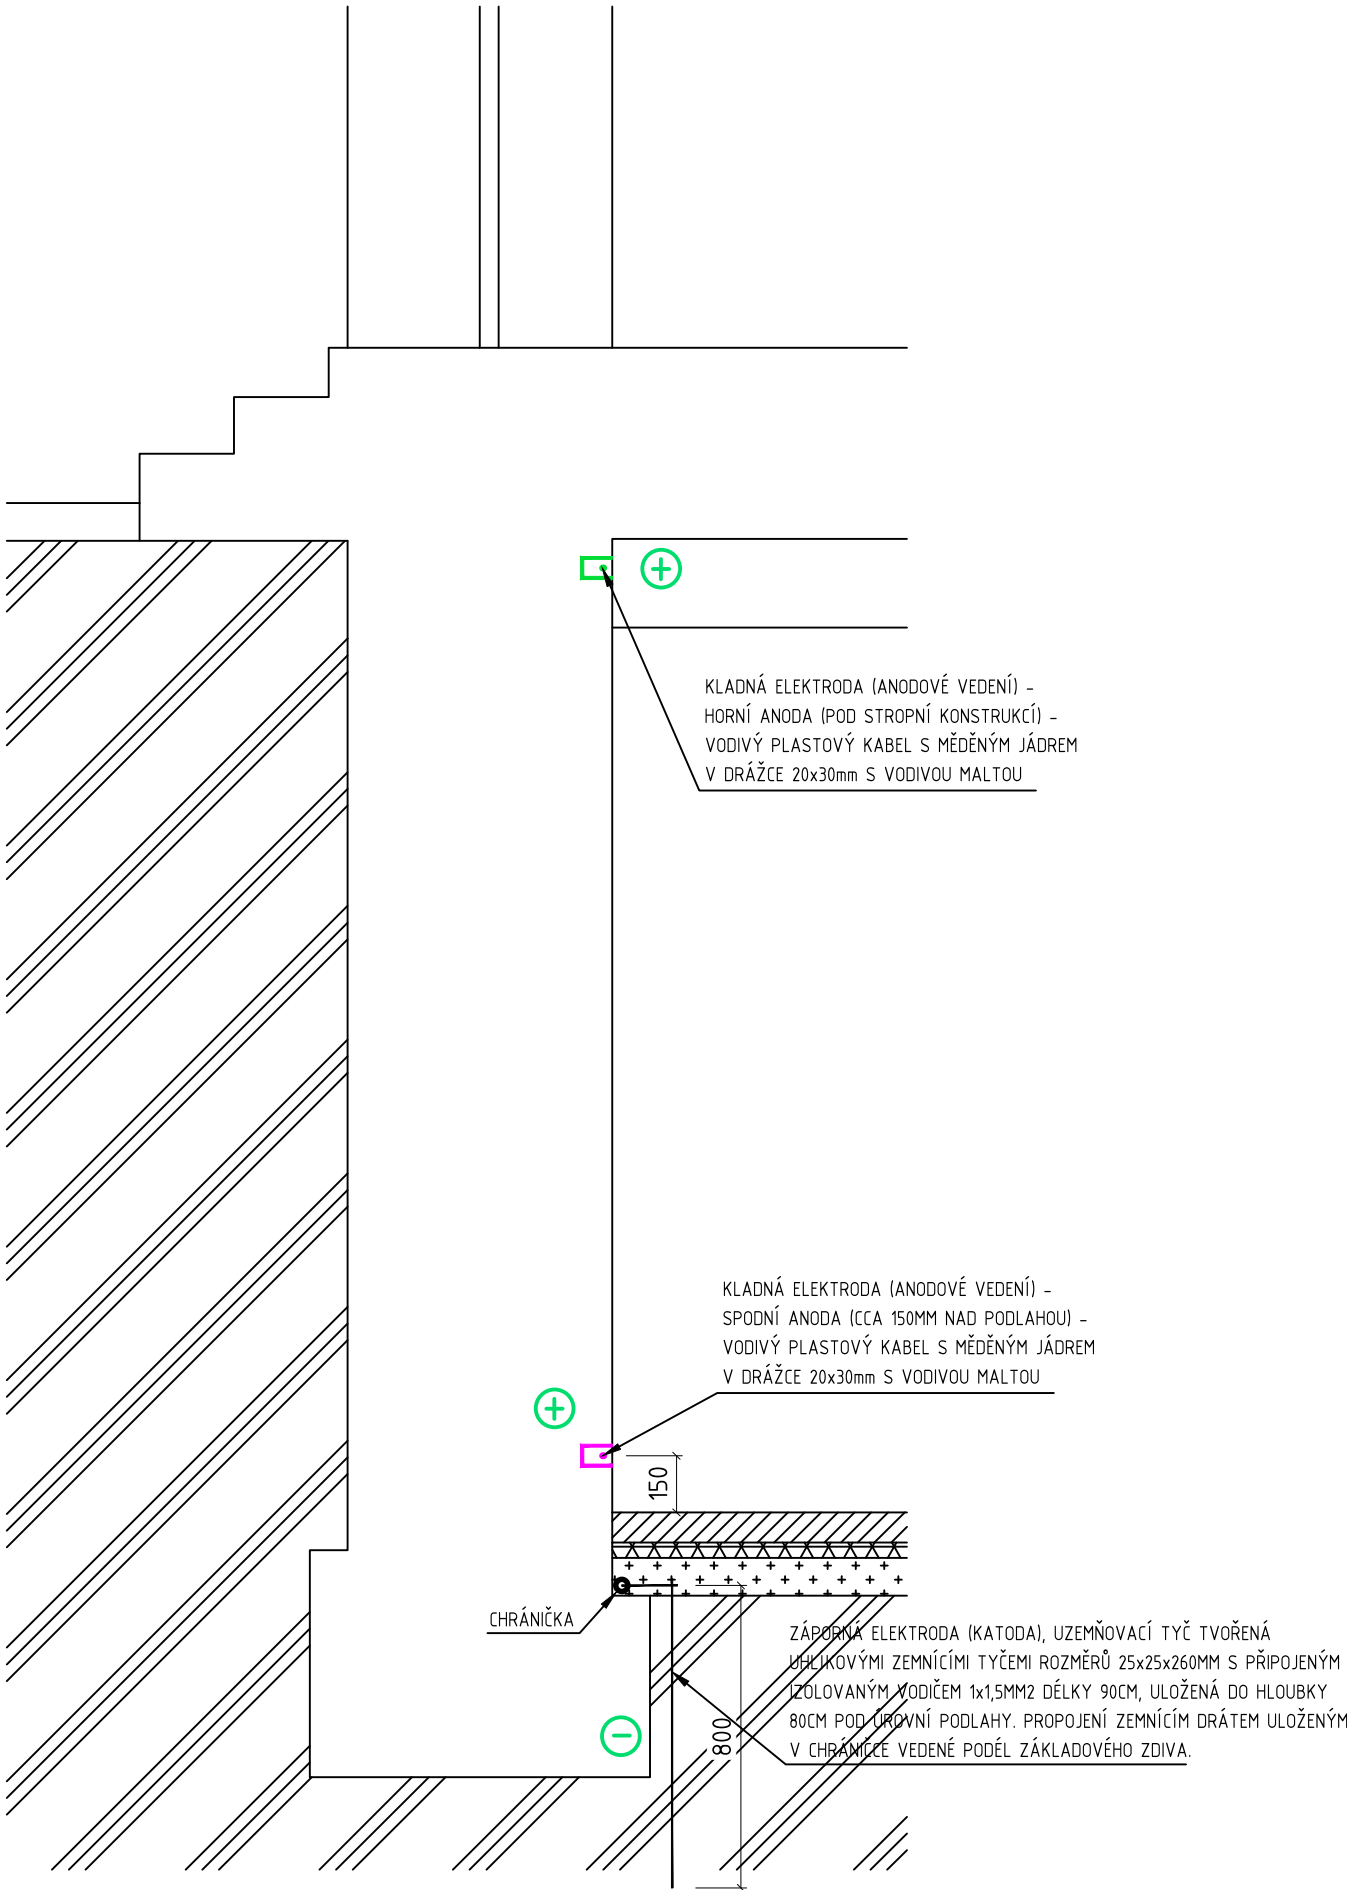 KLADNÁ ELEKTRODA (ANODOVÉ VEDENÍ) -
HORNÍ ANODA (POD STROPNÍ KONSTRUKCÍ) -
VODIVÝ PLASTOVÝ KABEL S MĚDĚNÝM JÁDREM
V DRÁŽCE 20x30mm S VODIVOU MALTOU
KLADNÁ ELEKTRODA (ANODOVÉ VEDENÍ) -
SPODNÍ ANODA (CCA 150MM NAD PODLAHOU) -
VODIVÝ PLASTOVÝ KABEL S MĚDĚNÝM JÁDREM
V DRÁŽCE 20x30mm S VODIVOU MALTOU
150
CHRÁNIČKA
ZÁPORNÁ ELEKTRODA (KATODA), UZEMŇOVACÍ TYČ TVOŘENÁ
UHLÍKOVÝMI ZEMNÍCÍMI TYČEMI ROZMĚRŮ 25x25x260MM S PŘIPOJENÝM
IZOLOVANÝM VODIČEM 1x1,5MM2 DÉLKY 90CM, ULOŽENÁ DO HLOUBKY
80CM POD ÚROVNÍ PODLAHY. PROPOJENÍ ZEMNÍCÍM DRÁTEM ULOŽENÝM
V CHRÁNIČCE VEDENÉ PODÉL ZÁKLADOVÉHO ZDIVA.
800